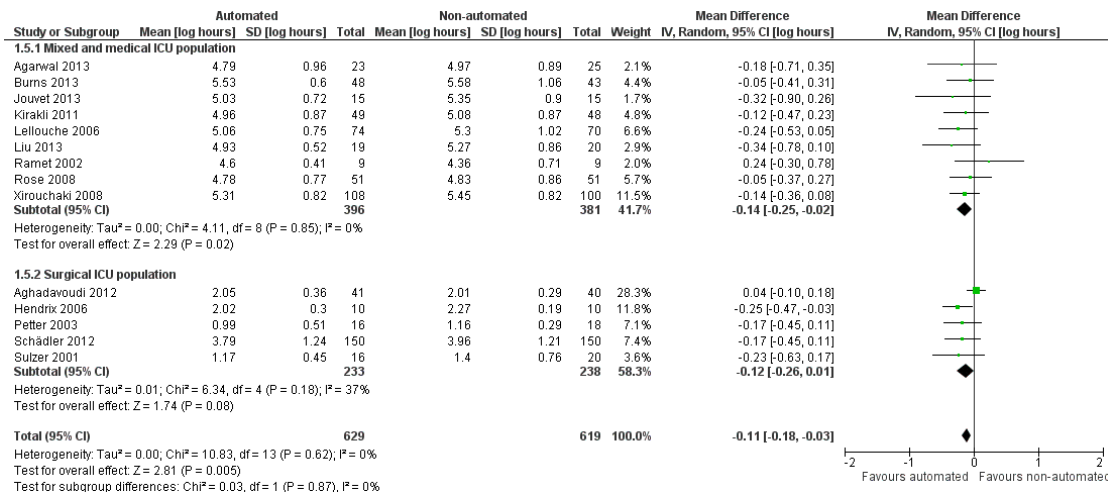 Automated Non-automated Mean Difference Mean Difference
Study or Subgroup Mean [log hours] SD [log hours] Total Mean [log hours] SD [log hours] Total Weight IV, Random, 95% CI [log hours] IV, Random, 95% CI [log hours]
1.5.1 Mixed and medical ICU population
Agarwal 2013 4.79 0.96 23 4.97 0.89 25 2.1% -0.18 [-0.71, 0.35]
Burns 2013 5.53 0.6 48 5.58 1.06 43 4.4% -0.05 [-0.41, 0.31]
Jouvet 2013 5.03 0.72 15 5.35 0.9 15 1.7% -0.32 [-0.90, 0.26]
Kirakli 2011 4.96 0.87 49 5.08 0.87 48 4.8% -0.12 [-0.47, 0.23]
Lellouche 2006 5.06 0.75 74 5.3 1.02 70 6.6% -0.24 [-0.53, 0.05]
Liu 2013 4.93 0.52 19 5.27 0.86 20 2.9% -0.34 [-0.78, 0.10]
Ramet 2002 4.6 0.41 9 4.36 0.71 9 2.0% 0.24 [-0.30, 0.78]
Rose 2008 4.78 0.77 51 4.83 0.86 51 5.7% -0.05 [-0.37, 0.27]
Xirouchaki 2008 5.31 0.82 108 5.45 0.82 100 11.5% -0.14 [-0.36, 0.08]
Subtotal (95% CI) 396 381 41.7% -0.14 [-0.25, -0.02]
Heterogeneity: Tau² = 0.00; Chi² = 4.11, df = 8 (P = 0.85); I² = 0%
Test for overall effect: Z = 2.29 (P = 0.02)
1.5.2 Surgical ICU population
Aghadavoudi 2012 2.05 0.36 41 2.01 0.29 40 28.3% 0.04 [-0.10, 0.18]
Hendrix 2006 2.02 0.3 10 2.27 0.19 10 11.8% -0.25 [-0.47, -0.03]
Petter 2003 0.99 0.51 16 1.16 0.29 18 7.1% -0.17 [-0.45, 0.11]
Schädler 2012 3.79 1.24 150 3.96 1.21 150 7.5% -0.17 [-0.45, 0.11]
Sulzer 2001 1.17 0.45 16 1.4 0.76 20 3.6% -0.23 [-0.63, 0.17]
Subtotal (95% CI) 233 238 58.3% -0.12 [-0.26, 0.01]
Heterogeneity: Tau² = 0.01; Chi² = 6.34, df = 4 (P = 0.18); I² = 37%
Test for overall effect: Z = 1.74 (P = 0.08)
Total (95% CI) 629 619 100.0% -0.11 [-0.18, -0.03]
Heterogeneity: Tau² = 0.00; Chi² = 10.83, df = 13 (P = 0.62); I² = 0%
Test for overall effect: Z = 2.81 (P = 0.005)
Test for subgroup differences: Chi² = 0.03, df = 1 (P = 0.87), I² = 0%
-2 -1 0 1 2
Favours automated Favours non-automated